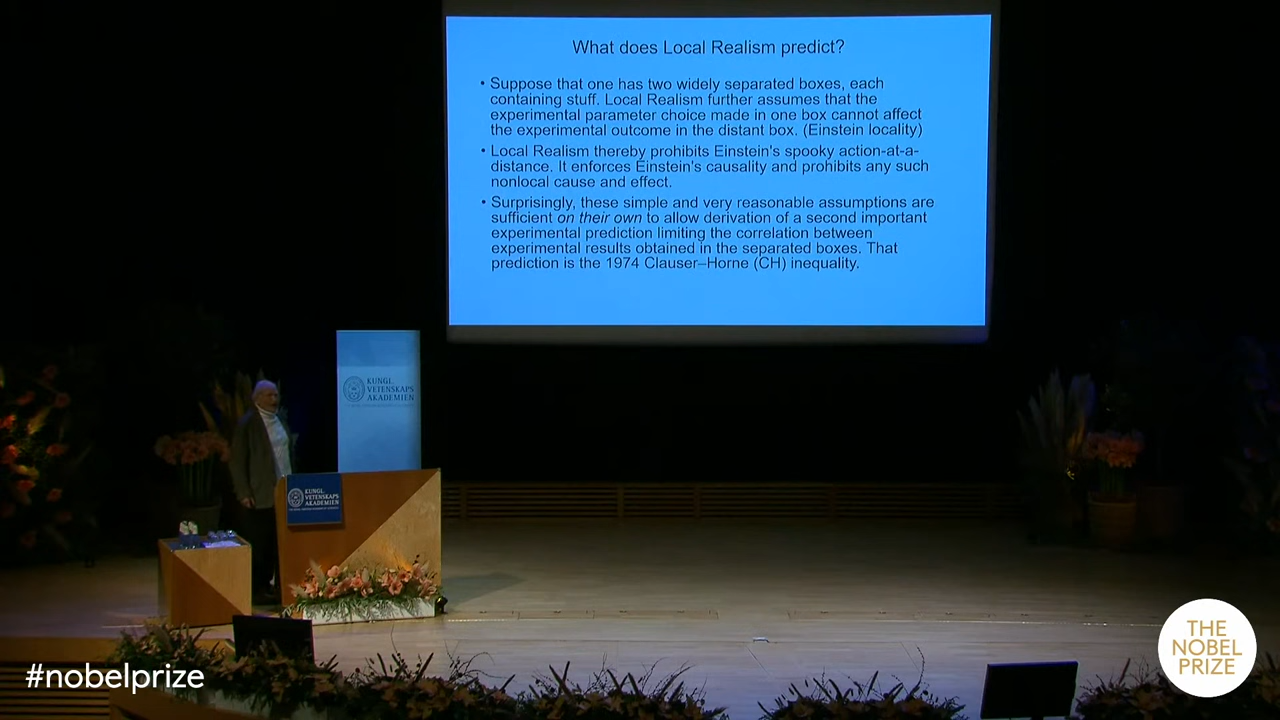 What does Local Realism predict?
• Suppose that one has two widely separated boxes, each
containing stuff. Local Realism further assumes that the
experimental parameter choice made in one box cannot affect
the experimental outcome in the distant box. (Einstein locality)
• Local Realism thereby prohibits Einstein's spooky action-at-a-
distance. It enforces Einstein's causality and prohibits any such
nonlocal cause and effect.
• Surprisingly, these simple and very reasonable assumptions are
sufficient on their own to allow derivation of a second important
experimental prediction limiting the correlation between
experimental results obtained in the separated boxes. That
prediction is the 1974 Clauser–Horne (CH) inequality.
KUNGL.
VETENSKAPS
AKADEMIEN
KUNGL.
VETENSKAPS
AKADEMIEN
#nobelprize
THE
NOBEL
PRIZE